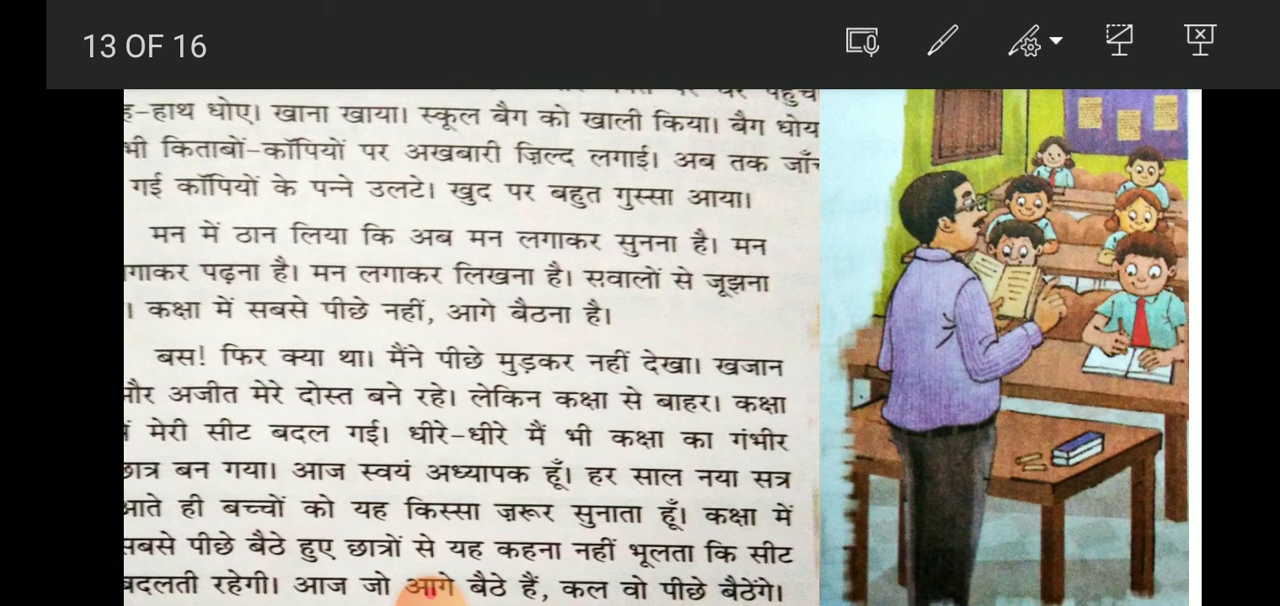 13 OF 16
पर घर पहुँच
ह-हाथ धोए। खाना खाया। स्कूल बैग को खाली किया। बैग धोय
भी किताबों-कॉपियों पर अखबारी ज़िल्द लगाई। अब तक जाँच
गई कॉपियों के पन्ने उलटे। खुद पर बहुत गुस्सा आया।
मन में ठान लिया कि अब मन लगाकर सुनना है। मन
गाकर पढ़ना है। मन लगाकर लिखना है। सवालों से जूझना
। कक्षा में सबसे पीछे नहीं, आगे बैठना है।
बस! फिर क्या था। मैंने पीछे मुड़कर नहीं देखा। खजान
और अजीत मेरे दोस्त बने रहे। लेकिन कक्षा से बाहर। कक्षा
में मेरी सीट बदल गई। धीरे-धीरे मैं भी कक्षा का गंभीर
छात्र बन गया। आज स्वयं अध्यापक हूँ। हर साल नया सत्र
आते ही बच्चों को यह किस्सा ज़रूर सुनाता हूँ। कक्षा में
सबसे पीछे बैठे हुए छात्रों से यह कहना नहीं भूलता कि सीट
बदलती रहेगी। आज जो आगे बैठे हैं, कल वो पीछे बैठेंगे।